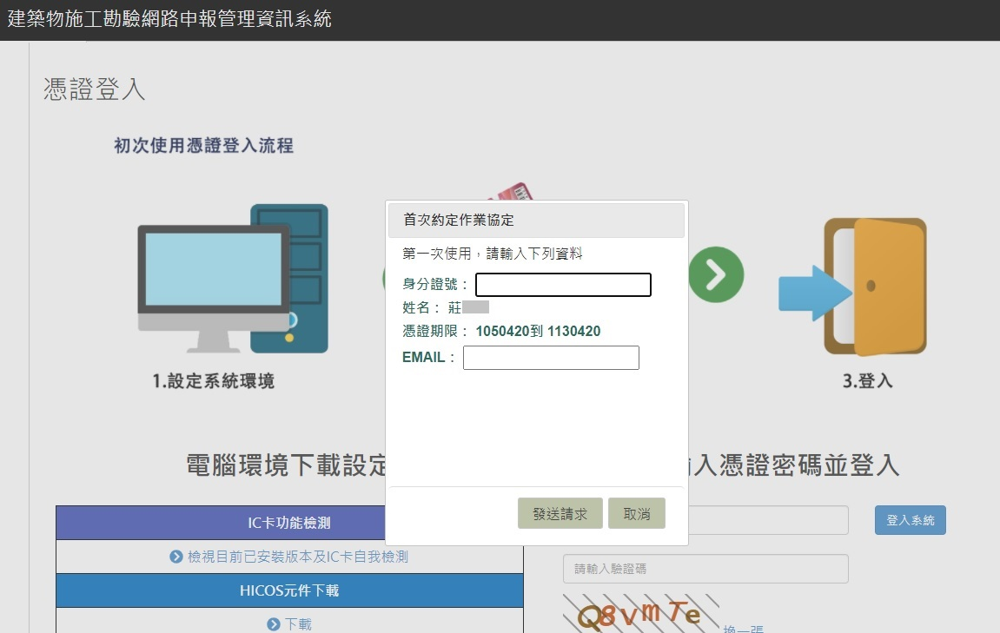 建築物施工勘驗網路申報管理資訊系統
憑證登入
初次使用憑證登入流程
首次約定作業協定
第一次使用，請輸入下列資料
身分證號：
姓名： 莊
憑證期限： 1050420到 1130420
EMAIL：
發送請求
取消
1.設定系統環境
3.登入
電腦環境下載設定
入憑證密碼並登入
IC卡功能檢測
檢視目前已安裝版本及IC卡自我檢測
HICOS元件下載
下載
登入系統
請輸入驗證碼
Q8vmTe
換一張